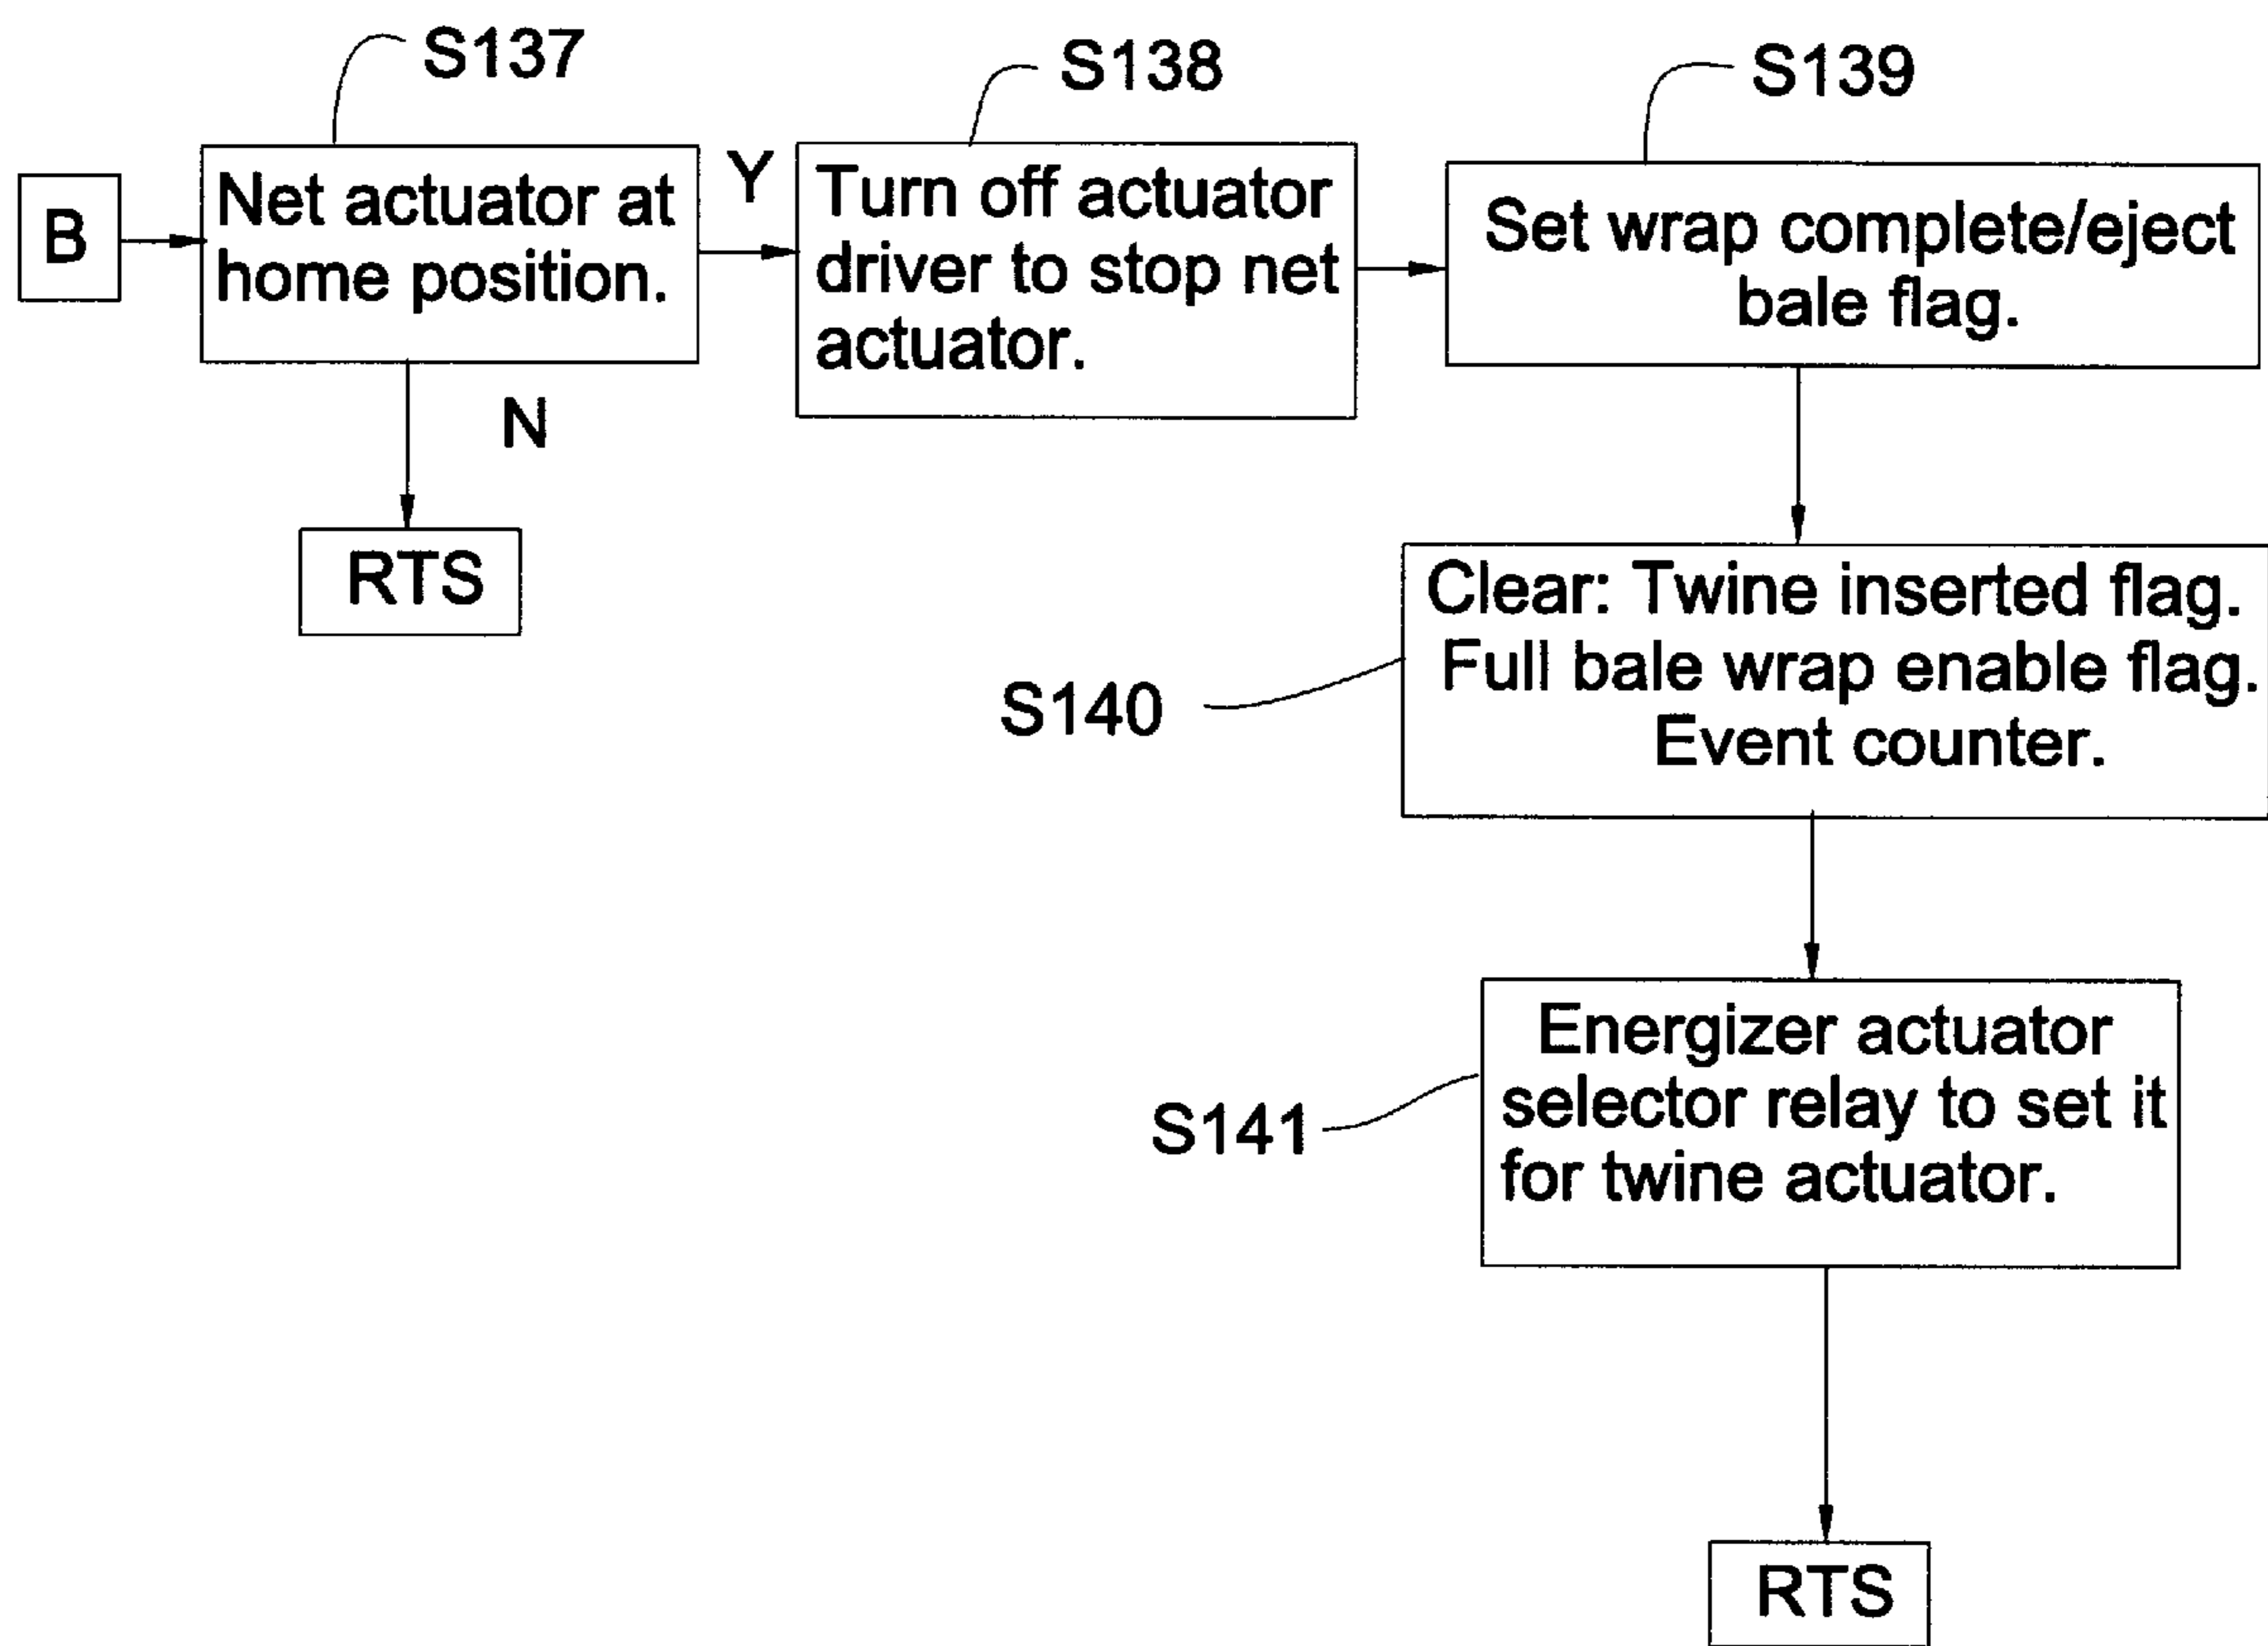 S137
S138
S139
B
Net actuator at
home position.
Y
Turn off actuator
driver to stop net
actuator.
Set wrap complete/eject
bale flag.
N
RTS
Clear: Twine inserted flag.
Full bale wrap enable flag.
Event counter.
S140
Energizer actuator
selector relay to set it
for twine actuator.
S141
RTS